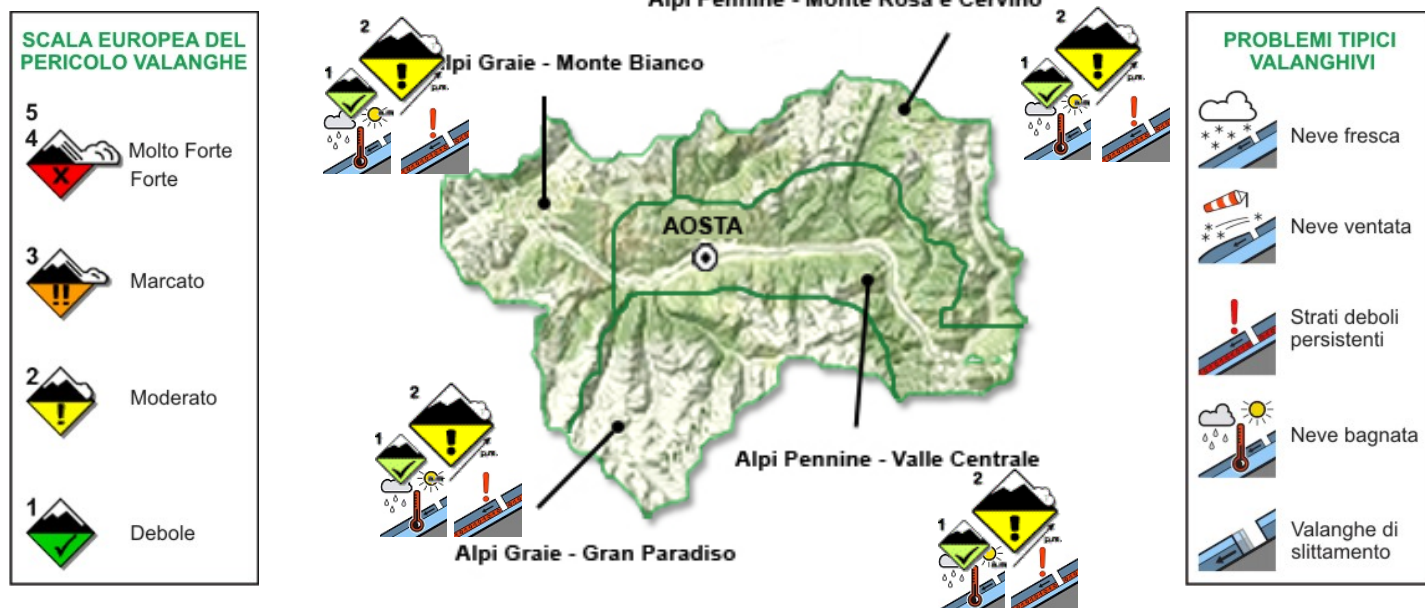 SCALA EUROPEA DEL
PERICOLO VALANGHE
5
4
Molto Forte
Forte
3
Marcato
2
Moderato
1
Debole
Alpi Pennine - Monte Rosa e Cervino
2
1
p.m.
lpi Graie - Monte Bianco
2
1
p.m.
AOSTA
Alpi Pennine - Valle Centrale
2
1
p.m.
2
1
p.m.
Alpi Graie - Gran Paradiso
PROBLEMI TIPICI
VALANGHIVI
Neve fresca
Neve ventata
Strati deboli
persistenti
Neve bagnata
Valanghe di
slittamento